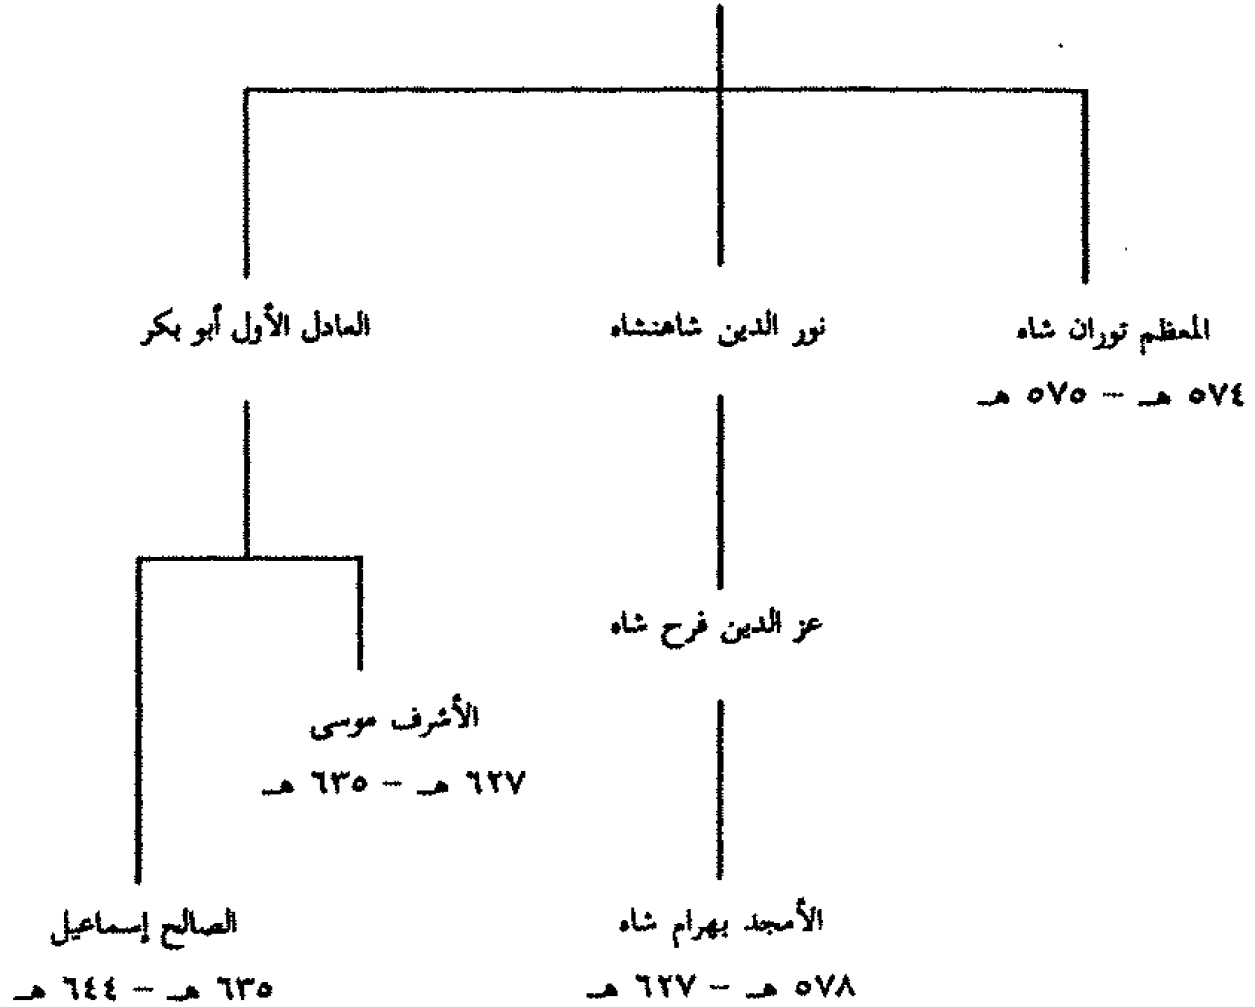 المعظم توران شاه
٥٧٤ هـ – ٥٧٥ هـ
نور الدين شاهنشاه
العادل الأول أبو بكر
عز الدين فرح شاه
الأشرف موسى
٦٢٧ هـ – ٦٣٥ هـ
الأمجد بهرام شاه
٥٧٨ هـ – ٦٢٧ هـ
الصالح إسماعيل
٦٣٥ هـ – ٦٤٤ هـ